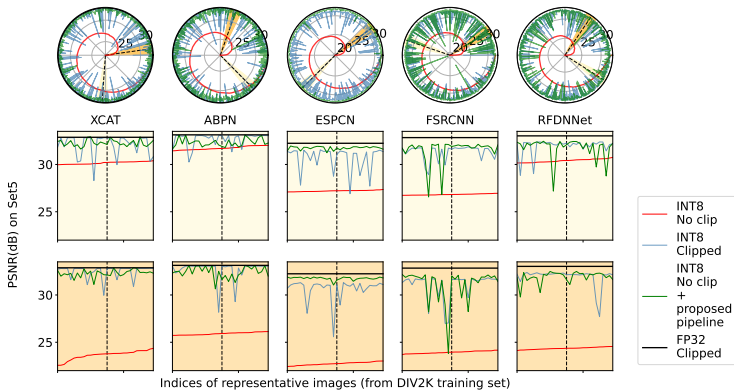 25 30
25 30
20 25 30
20 25 30
25 30
XCAT ABPN ESPCN FSRCNN RFDNNet
30
25
PSNR(dB) on Set5
30
25
INT8
No clip
INT8
Clipped
INT8
No clip
+
proposed
pipeline
FP32
Clipped
Indices of representative images (from DIV2K training set)